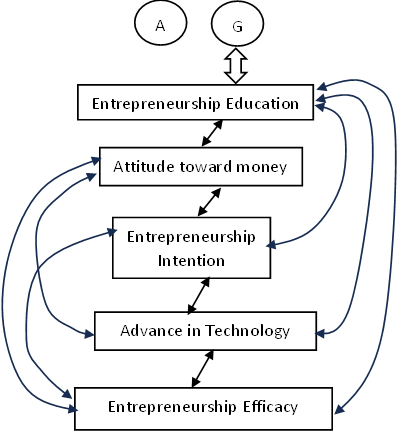 A
G
Entrepreneurship Education
Attitude toward money
Entrepreneurship
Intention
Advance in Technology
Entrepreneurship Efficacy